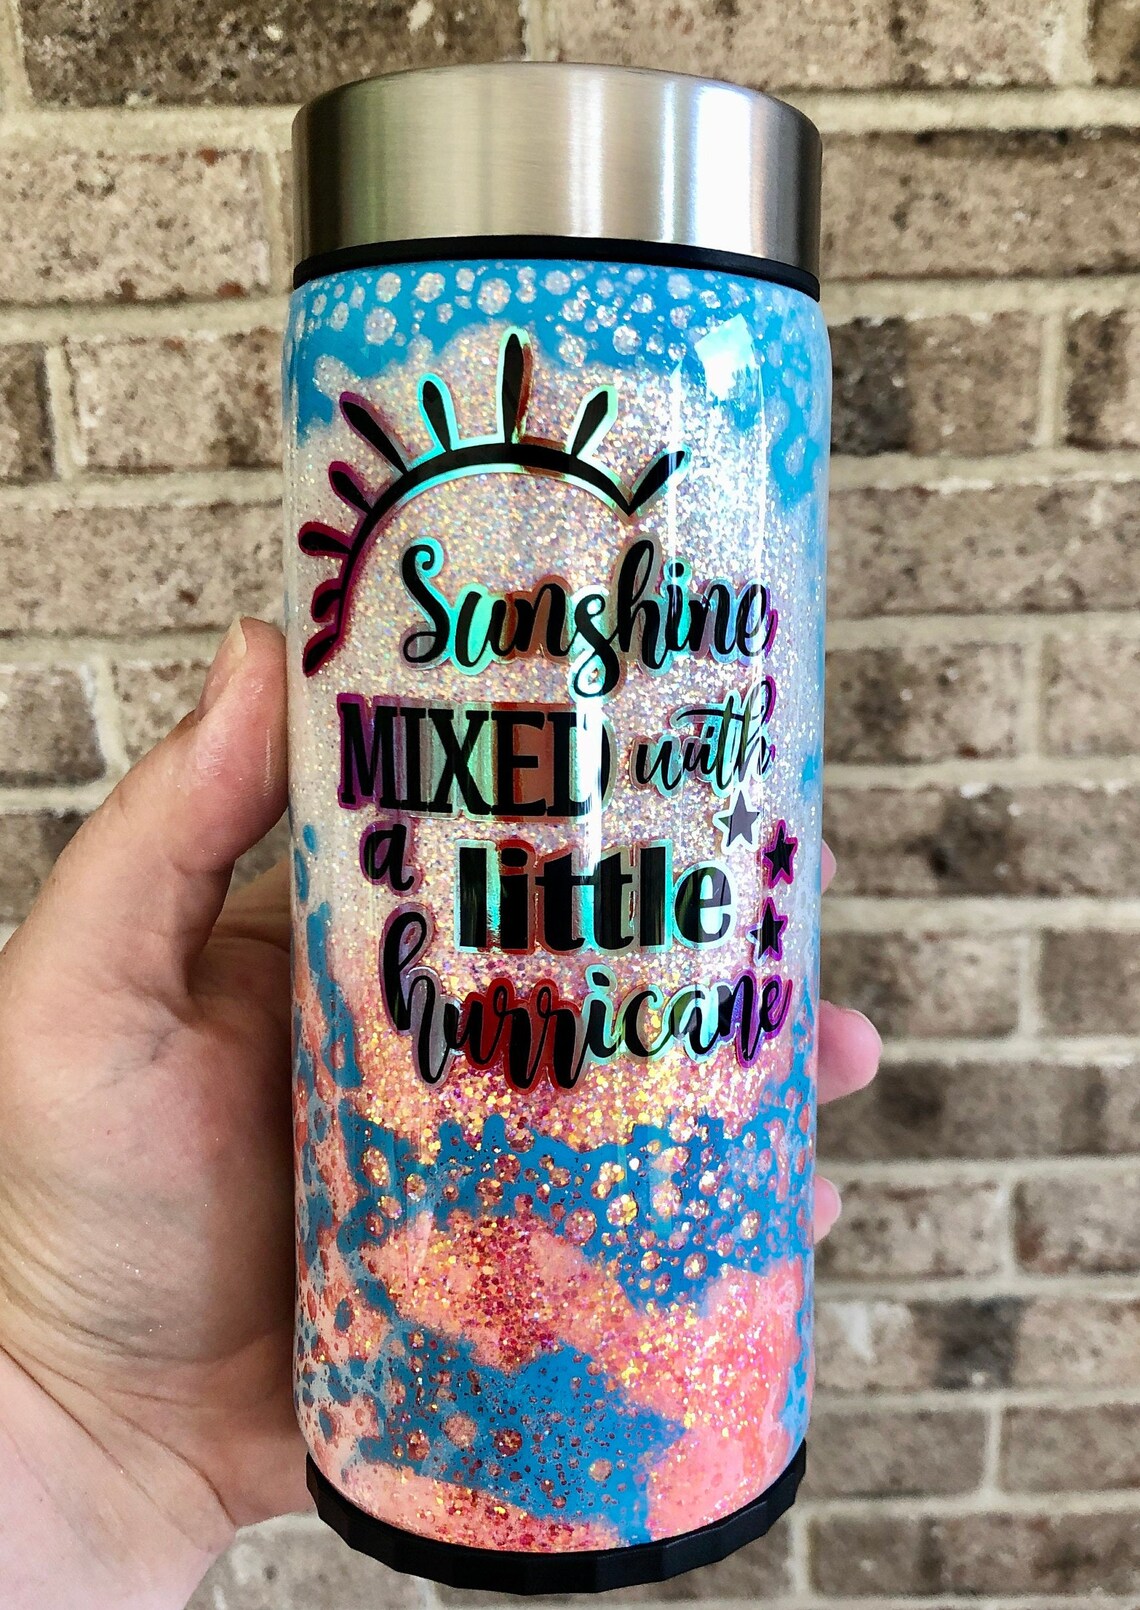 Sunshine
MIXED with
a little
hurricane